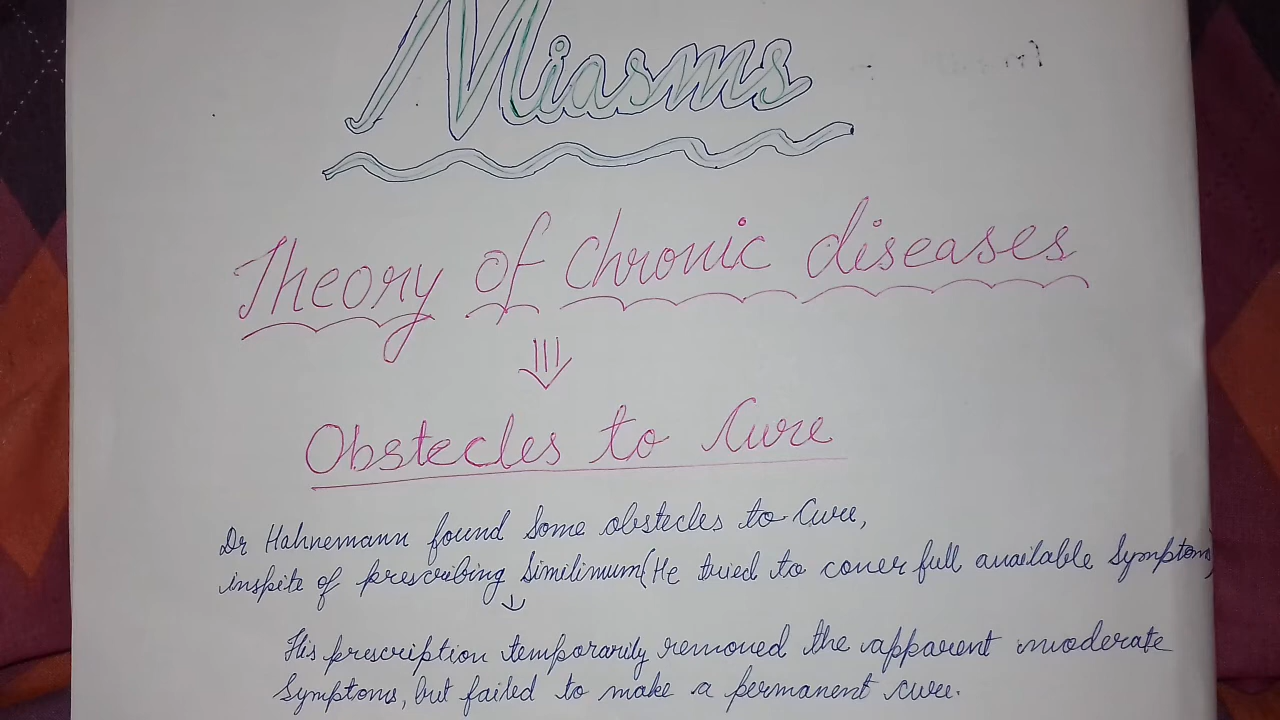 Miasms
Theory of Chronic diseases
Obstecles to Cure
Dr Hahnemann found some obstecles to Cure,
inspite of prescribing Similimum (He tried to cover full available Symptoms)
His prescription temporarily removed the apparent moderate
Symptoms, but failed to make a permanent cure.